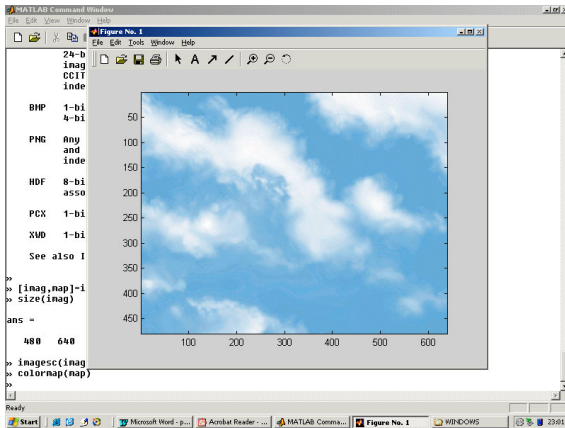 MATLAB Command Window
File Edit View Window Help
Figure No. 1
File Edit Tools Window Help
24-b
imag
CCIT
inde
BMP 1-bi
4-bi
PNG Any
and
inde
HDF 8-bi
asso
PCX 1-bi
XWD 1-bi
See also I
»
» [imag,map]=i
» size(imag)
ans =
480 640
» imagesc(imag
» colormap(map)
»
50
100
150
200
250
300
350
400
450
100 200 300 400 500 600
Ready
Start Microsoft Word - p... Acrobat Reader - ... MATLAB Comma... Figure No. 1 WINDOWS 23:01